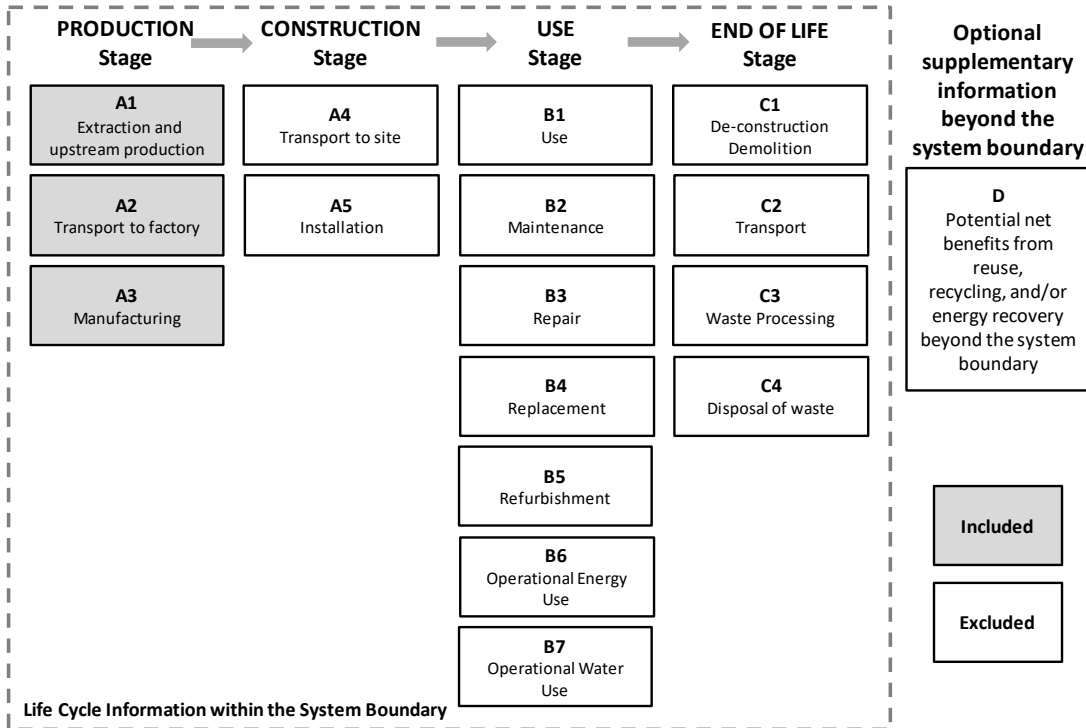 PRODUCTION
Stage
CONSTRUCTION
Stage
USE
Stage
END OF LIFE
Stage
A1
Extraction and
upstream production
A2
Transport to factory
A3
Manufacturing
A4
Transport to site
A5
Installation
B1
Use
B2
Maintenance
B3
Repair
B4
Replacement
B5
Refurbishment
B6
Operational Energy
Use
B7
Operational Water
Use
C1
De-construction
Demolition
C2
Transport
C3
Waste Processing
C4
Disposal of waste
Life Cycle Information within the System Boundary
Optional
supplementary
information
beyond the
system boundary
D
Potential net
benefits from
reuse,
recycling, and/or
energy recovery
beyond the system
boundary
Included
Excluded